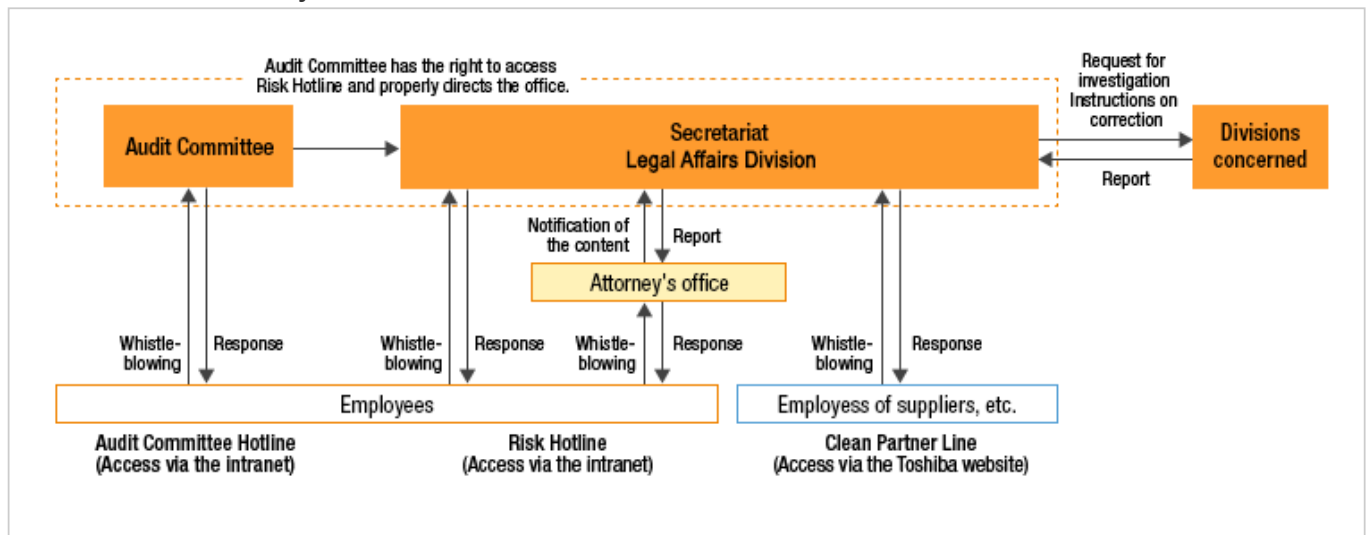 Audit Committee has the right to access
Risk Hotline and properly directs the office.
Request for
investigation
Instructions on
correction
Audit Committee
Secretariat
Legal Affairs Division
Divisions
concerned
Report
Notification of
the content
Report
Attorney's office
Whistle-
blowing
Response
Whistle-
blowing
Response
Whistle-
blowing
Response
Whistle-
blowing
Response
Employees
Employess of suppliers, etc.
Audit Committee Hotline
(Access via the intranet)
Risk Hotline
(Access via the intranet)
Clean Partner Line
(Access via the Toshiba website)